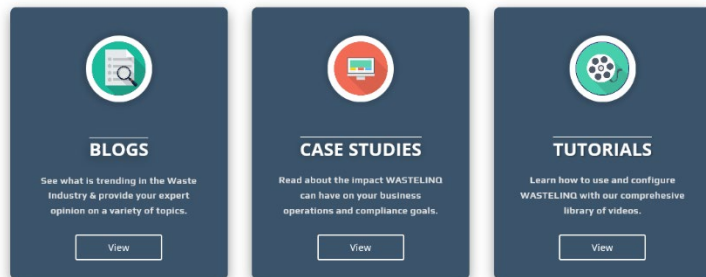 BLOGS
See what is trending in the Waste
Industry & provide your expert
opinion on a variety of topics.
View
CASE STUDIES
Read about the impact WASTELINQ
can have on your business
operations and compliance goals.
View
TUTORIALS
Learn how to use and configure
WASTELINQ with our comprehesive
library of videos.
View